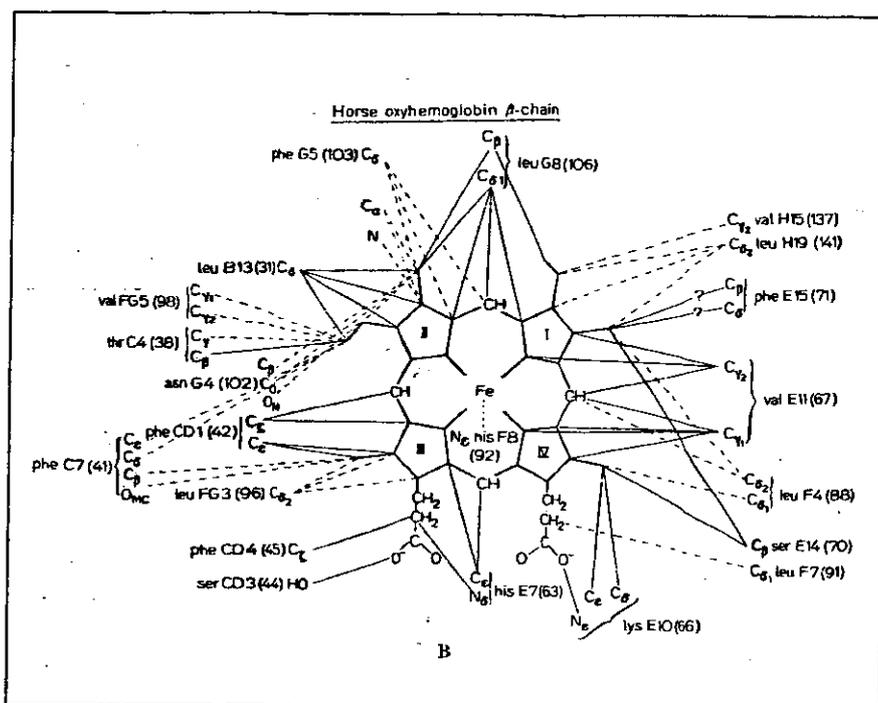 Horse oxyhemoglobin β-chain
Cβ
phe G5 (103) Cδ
Cδ1
leu G8 (106)
Cα
N
Cγ2 val H15 (137)
Cδ2 leu H19 (141)
leu B13 (31) Cδ
val FG5 (98)
Cγ1
Cγ2
? Cβ
? Cδ
phe E15 (71)
CH
thr C4 (38)
Cγ
Cβ
II
I
Cβ
asn G4 (102)
Cγ2
val E11 (67)
CH
Fe
CH
phe CD1 (42)
Cγ1
phe C7 (41)
Cε
Cδ
Cβ
OMC
Nε his F8
(92)
III
IV
leu FG3 (96) Cδ2
CH
Cδ2
Cδ1
leu F4 (88)
CH2
CH2
CH2
CH2
phe CD4 (45) Cζ
C
O⁻
O
C
O
O⁻
Cβ ser E14 (70)
ser CD3 (44) HO
Cδ1 leu F7 (91)
Cε
Nδ
his E7 (63)
Cε
Cδ
Nε
lys E10 (66)
B